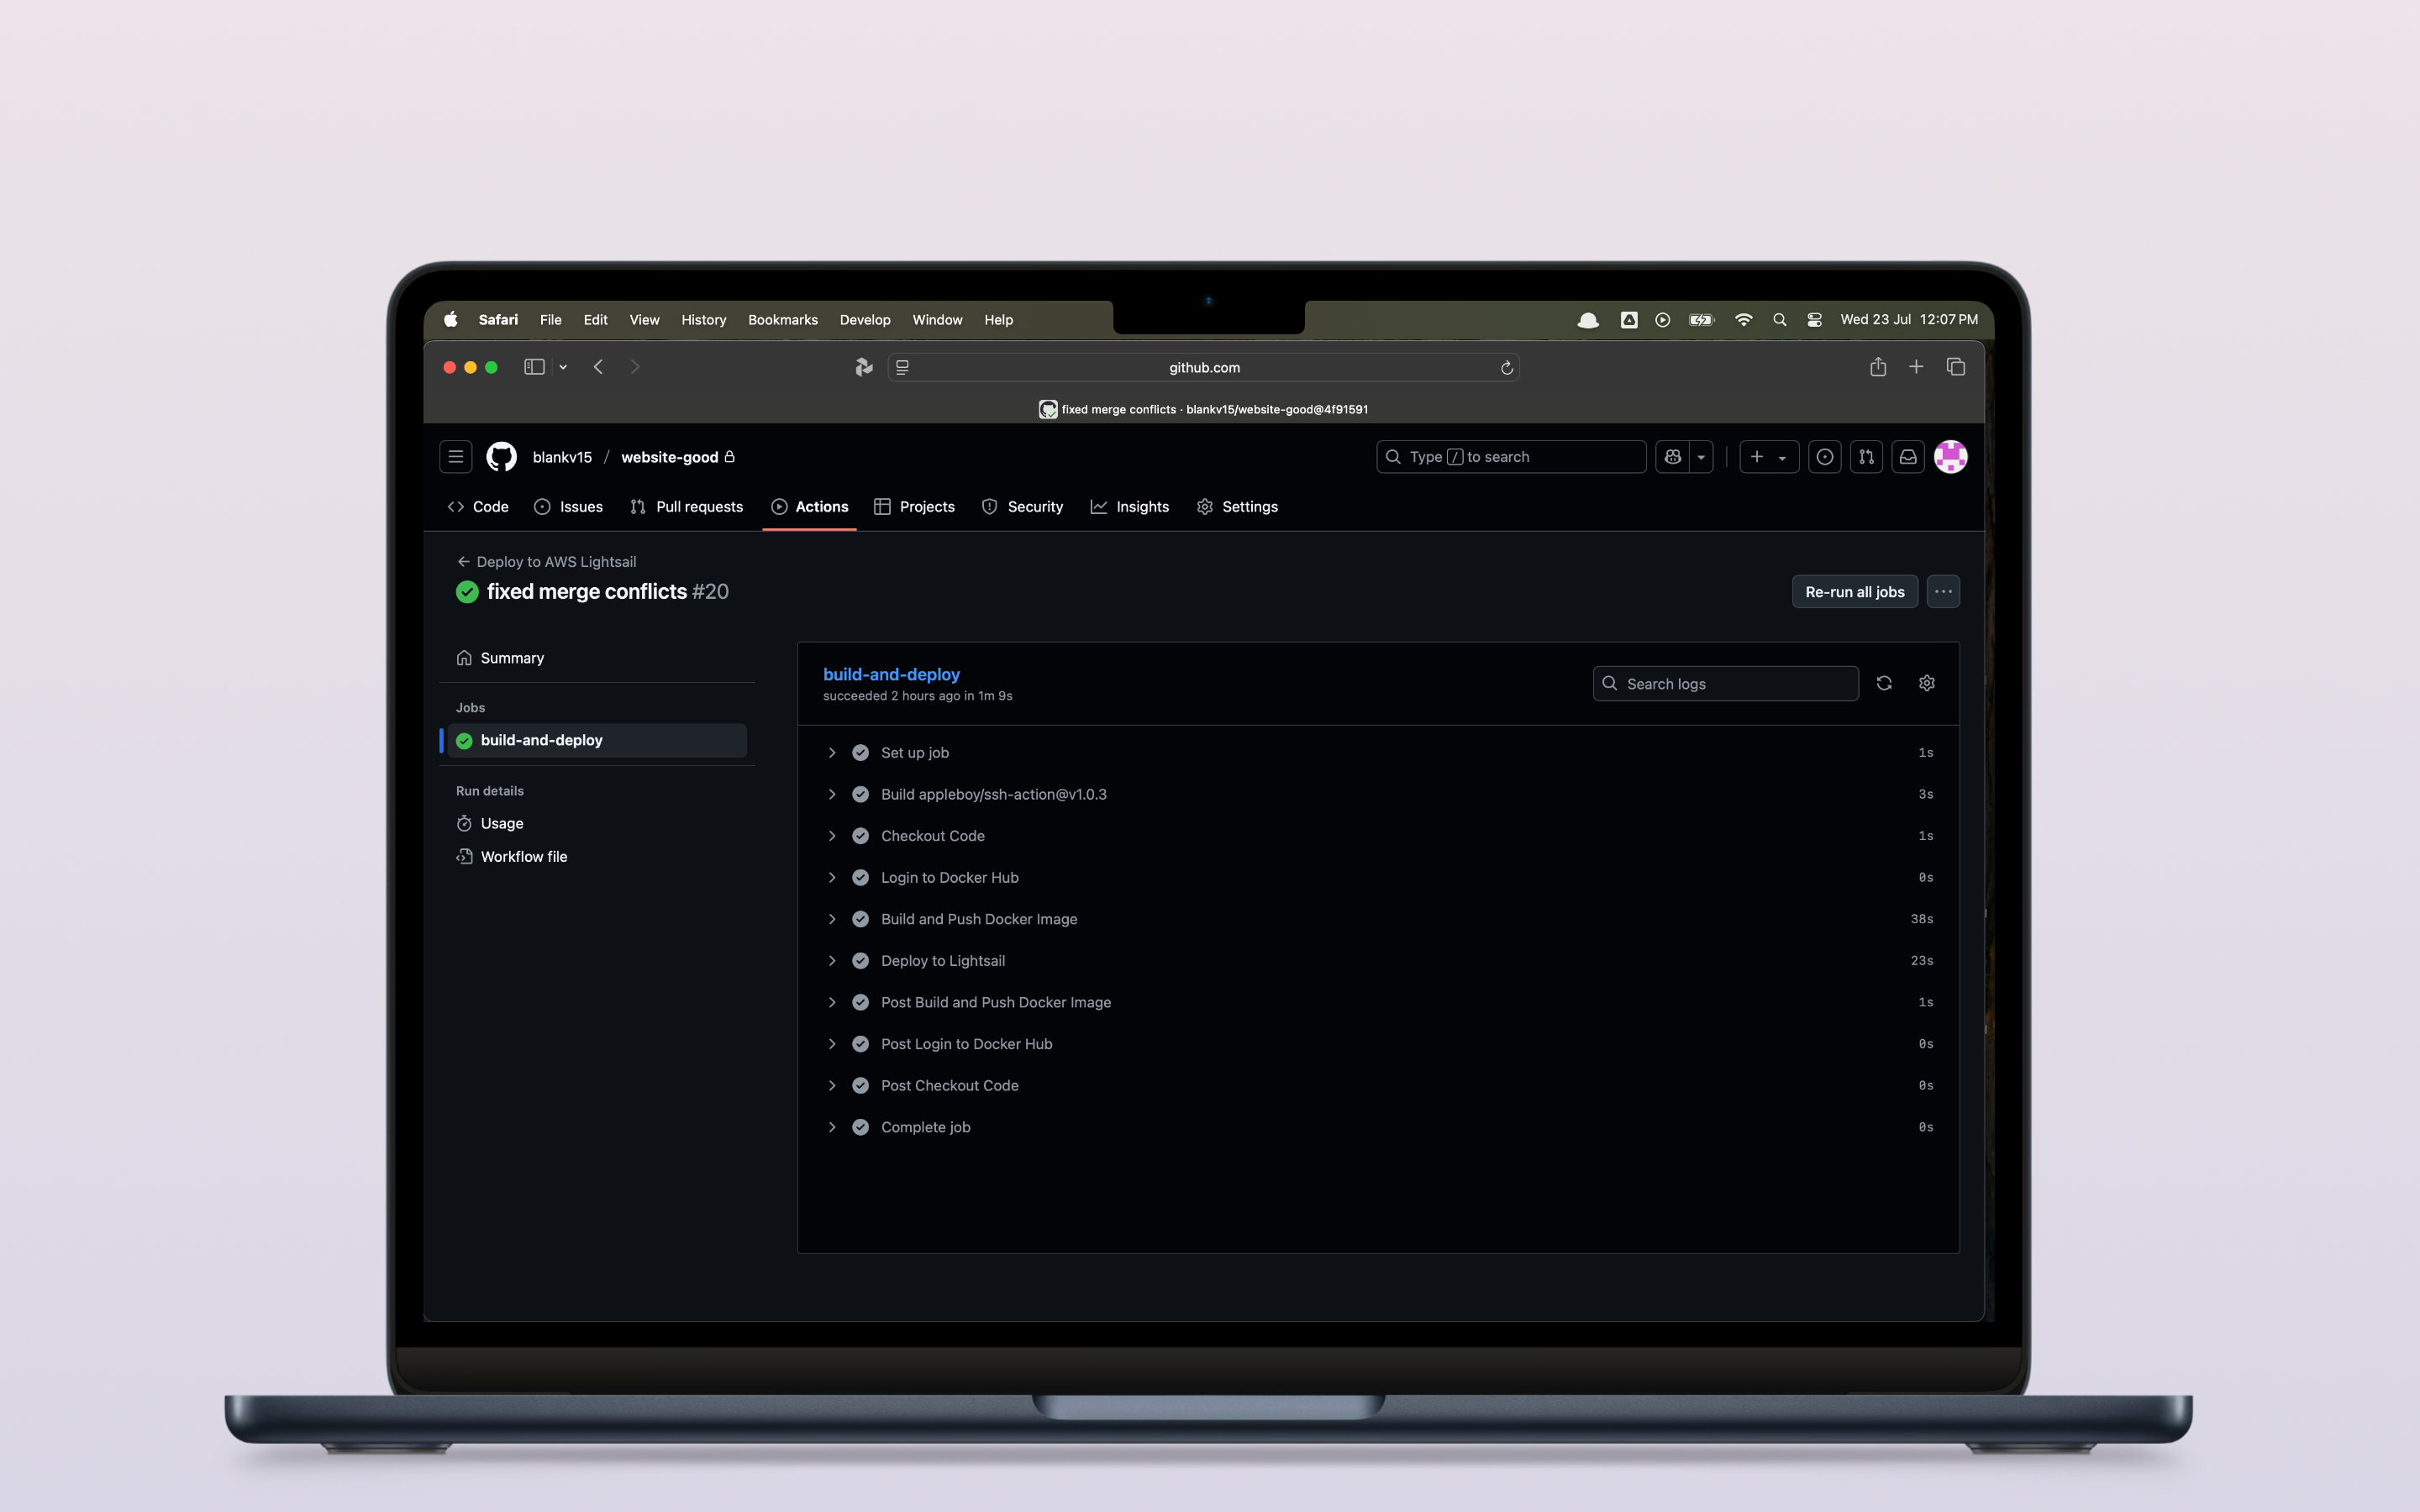 Safari File Edit View History Bookmarks Develop Window Help Wed 23 Jul 12:07 PM
github.com
fixed merge conflicts · blankv15/website-good@4f91591
blankv15 / website-good Type / to search
Code Issues Pull requests Actions Projects Security Insights Settings
← Deploy to AWS Lightsail
fixed merge conflicts #20
Re-run all jobs
Summary
Jobs
build-and-deploy
Run details
Usage
Workflow file
build-and-deploy
succeeded 2 hours ago in 1m 9s
Search logs
Set up job 1s
Build appleboy/ssh-action@v1.0.3 3s
Checkout Code 1s
Login to Docker Hub 0s
Build and Push Docker Image 38s
Deploy to Lightsail 23s
Post Build and Push Docker Image 1s
Post Login to Docker Hub 0s
Post Checkout Code 0s
Complete job 0s